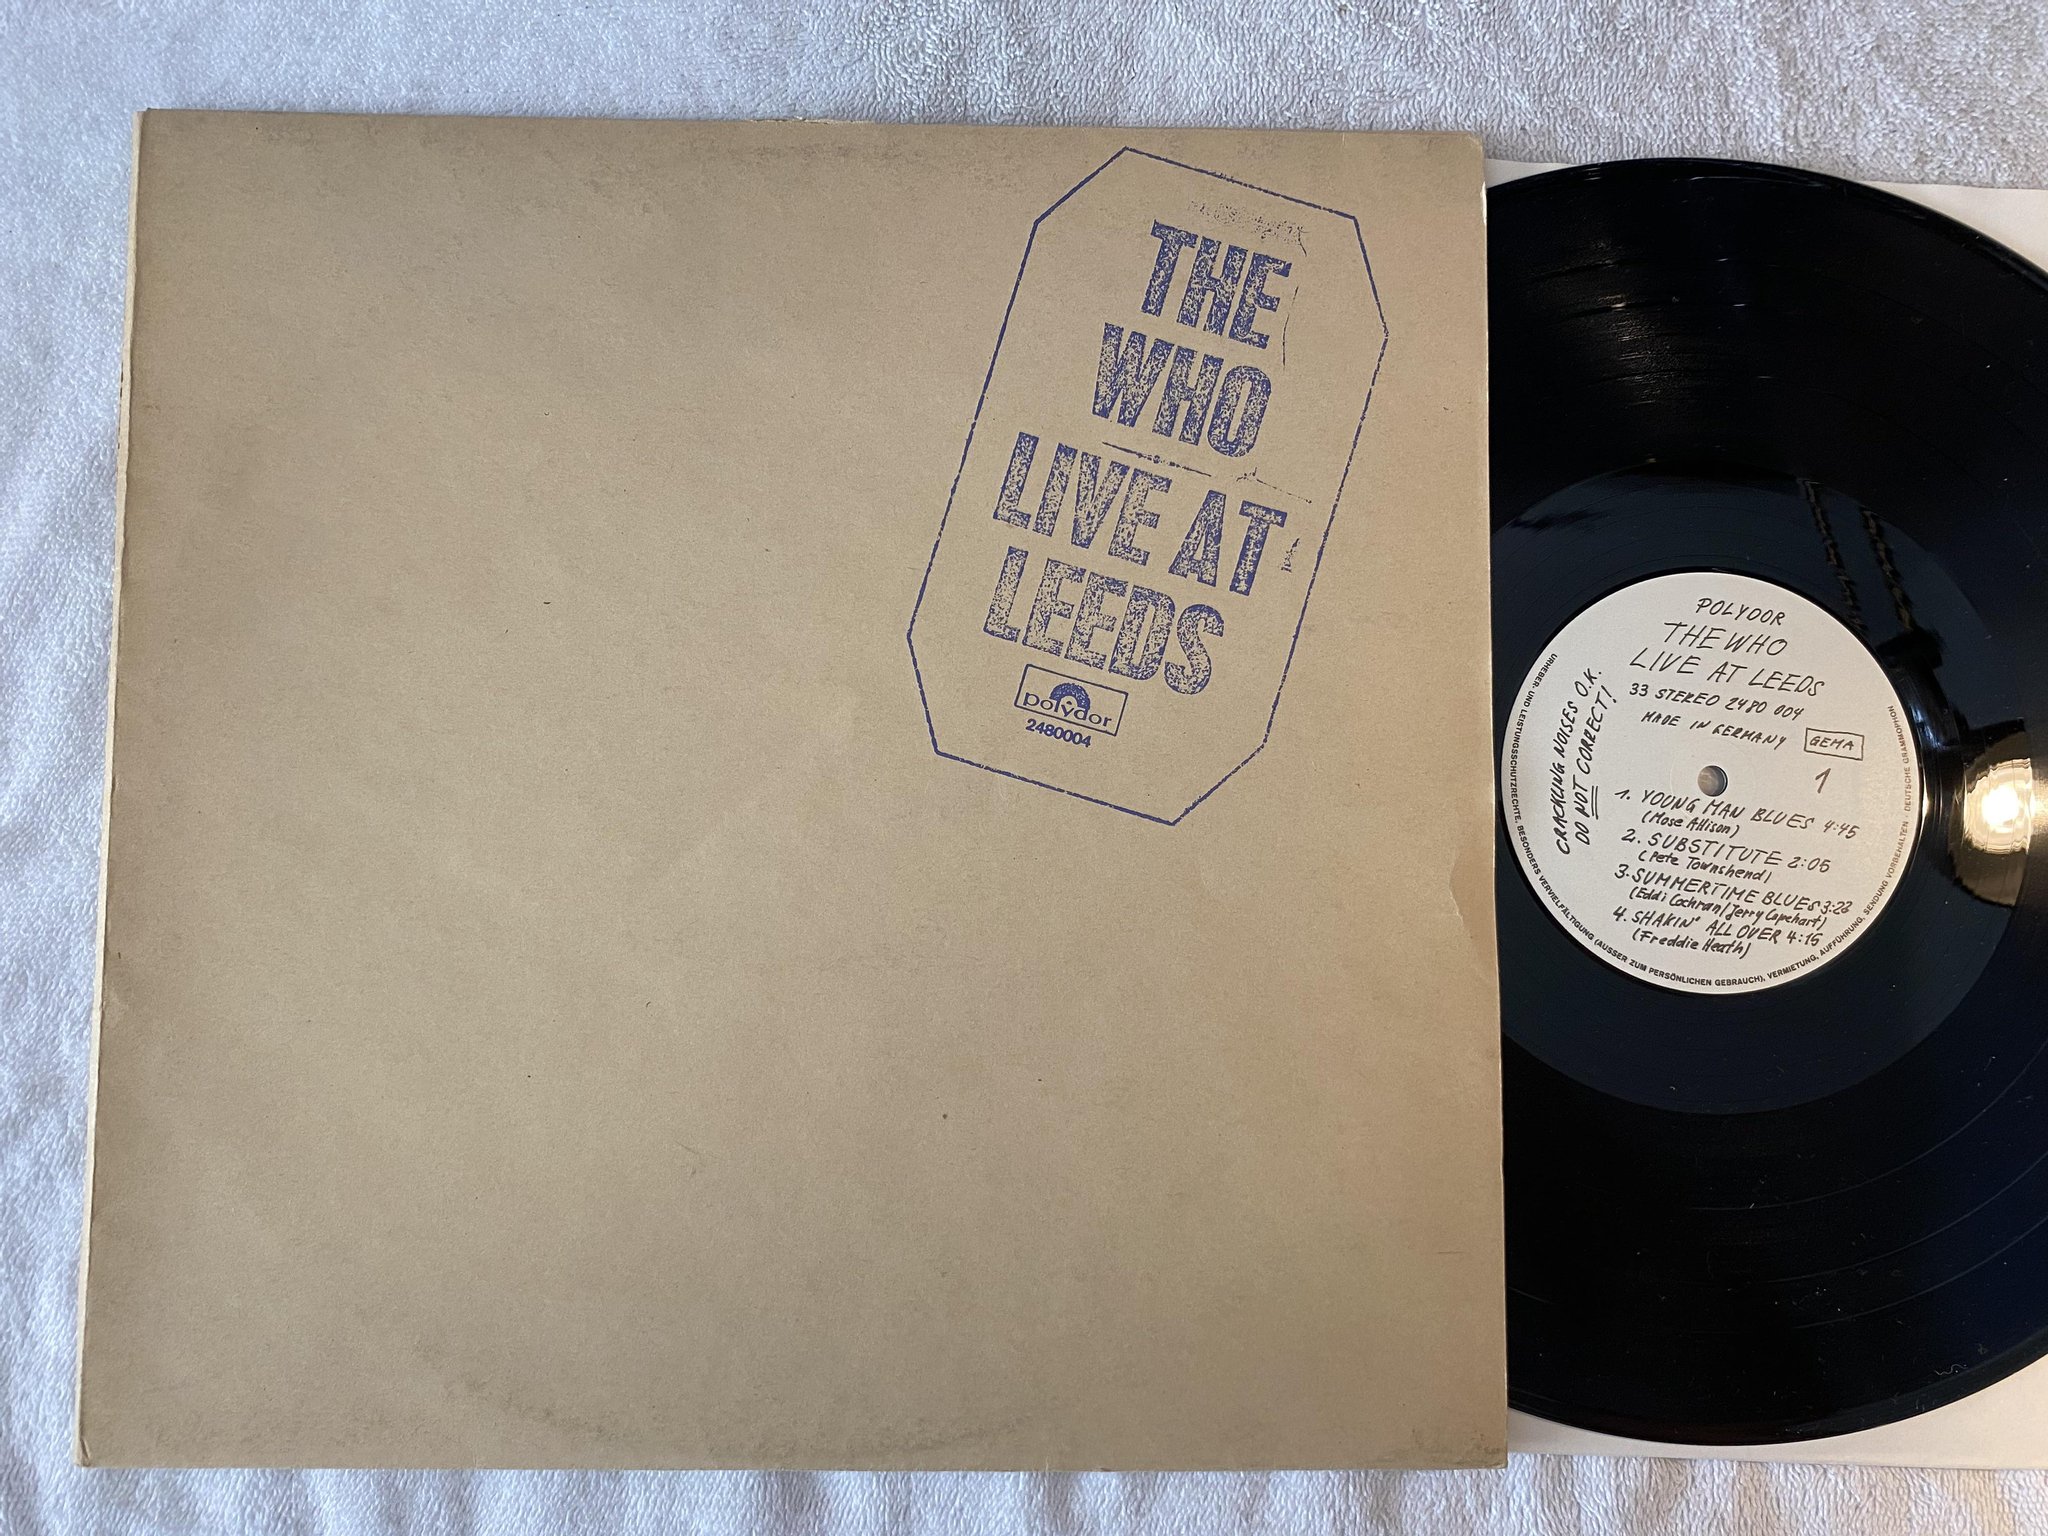 THE
WHO
LIVE AT
LEEDS
polydor
2480004
POLYDOR
THE WHO
LIVE AT LEEDS
33 STEREO 2480 004
MADE IN GERMANY
GEMA
1
CRACKLING NOISES O.K.
DO NOT CORRECT!
1. YOUNG MAN BLUES 4:45
(Mose Allison)
2. SUBSTITUTE 2:05
(Pete Townshend)
3. SUMMERTIME BLUES 3:22
(Eddi Cochran/Jerry Capehart)
4. SHAKIN' ALL OVER 4:15
(Freddie Heath)
URHEBER- UND LEISTUNGSSCHUTZRECHTE, BESONDERS VERVIELFÄLTIGUNG (AUSSER ZUM PERSÖNLICHEN GEBRAUCH), VERMIETUNG, AUFFÜHRUNG, SENDUNG VORBEHALTEN · DEUTSCHE GRAMMOPHON